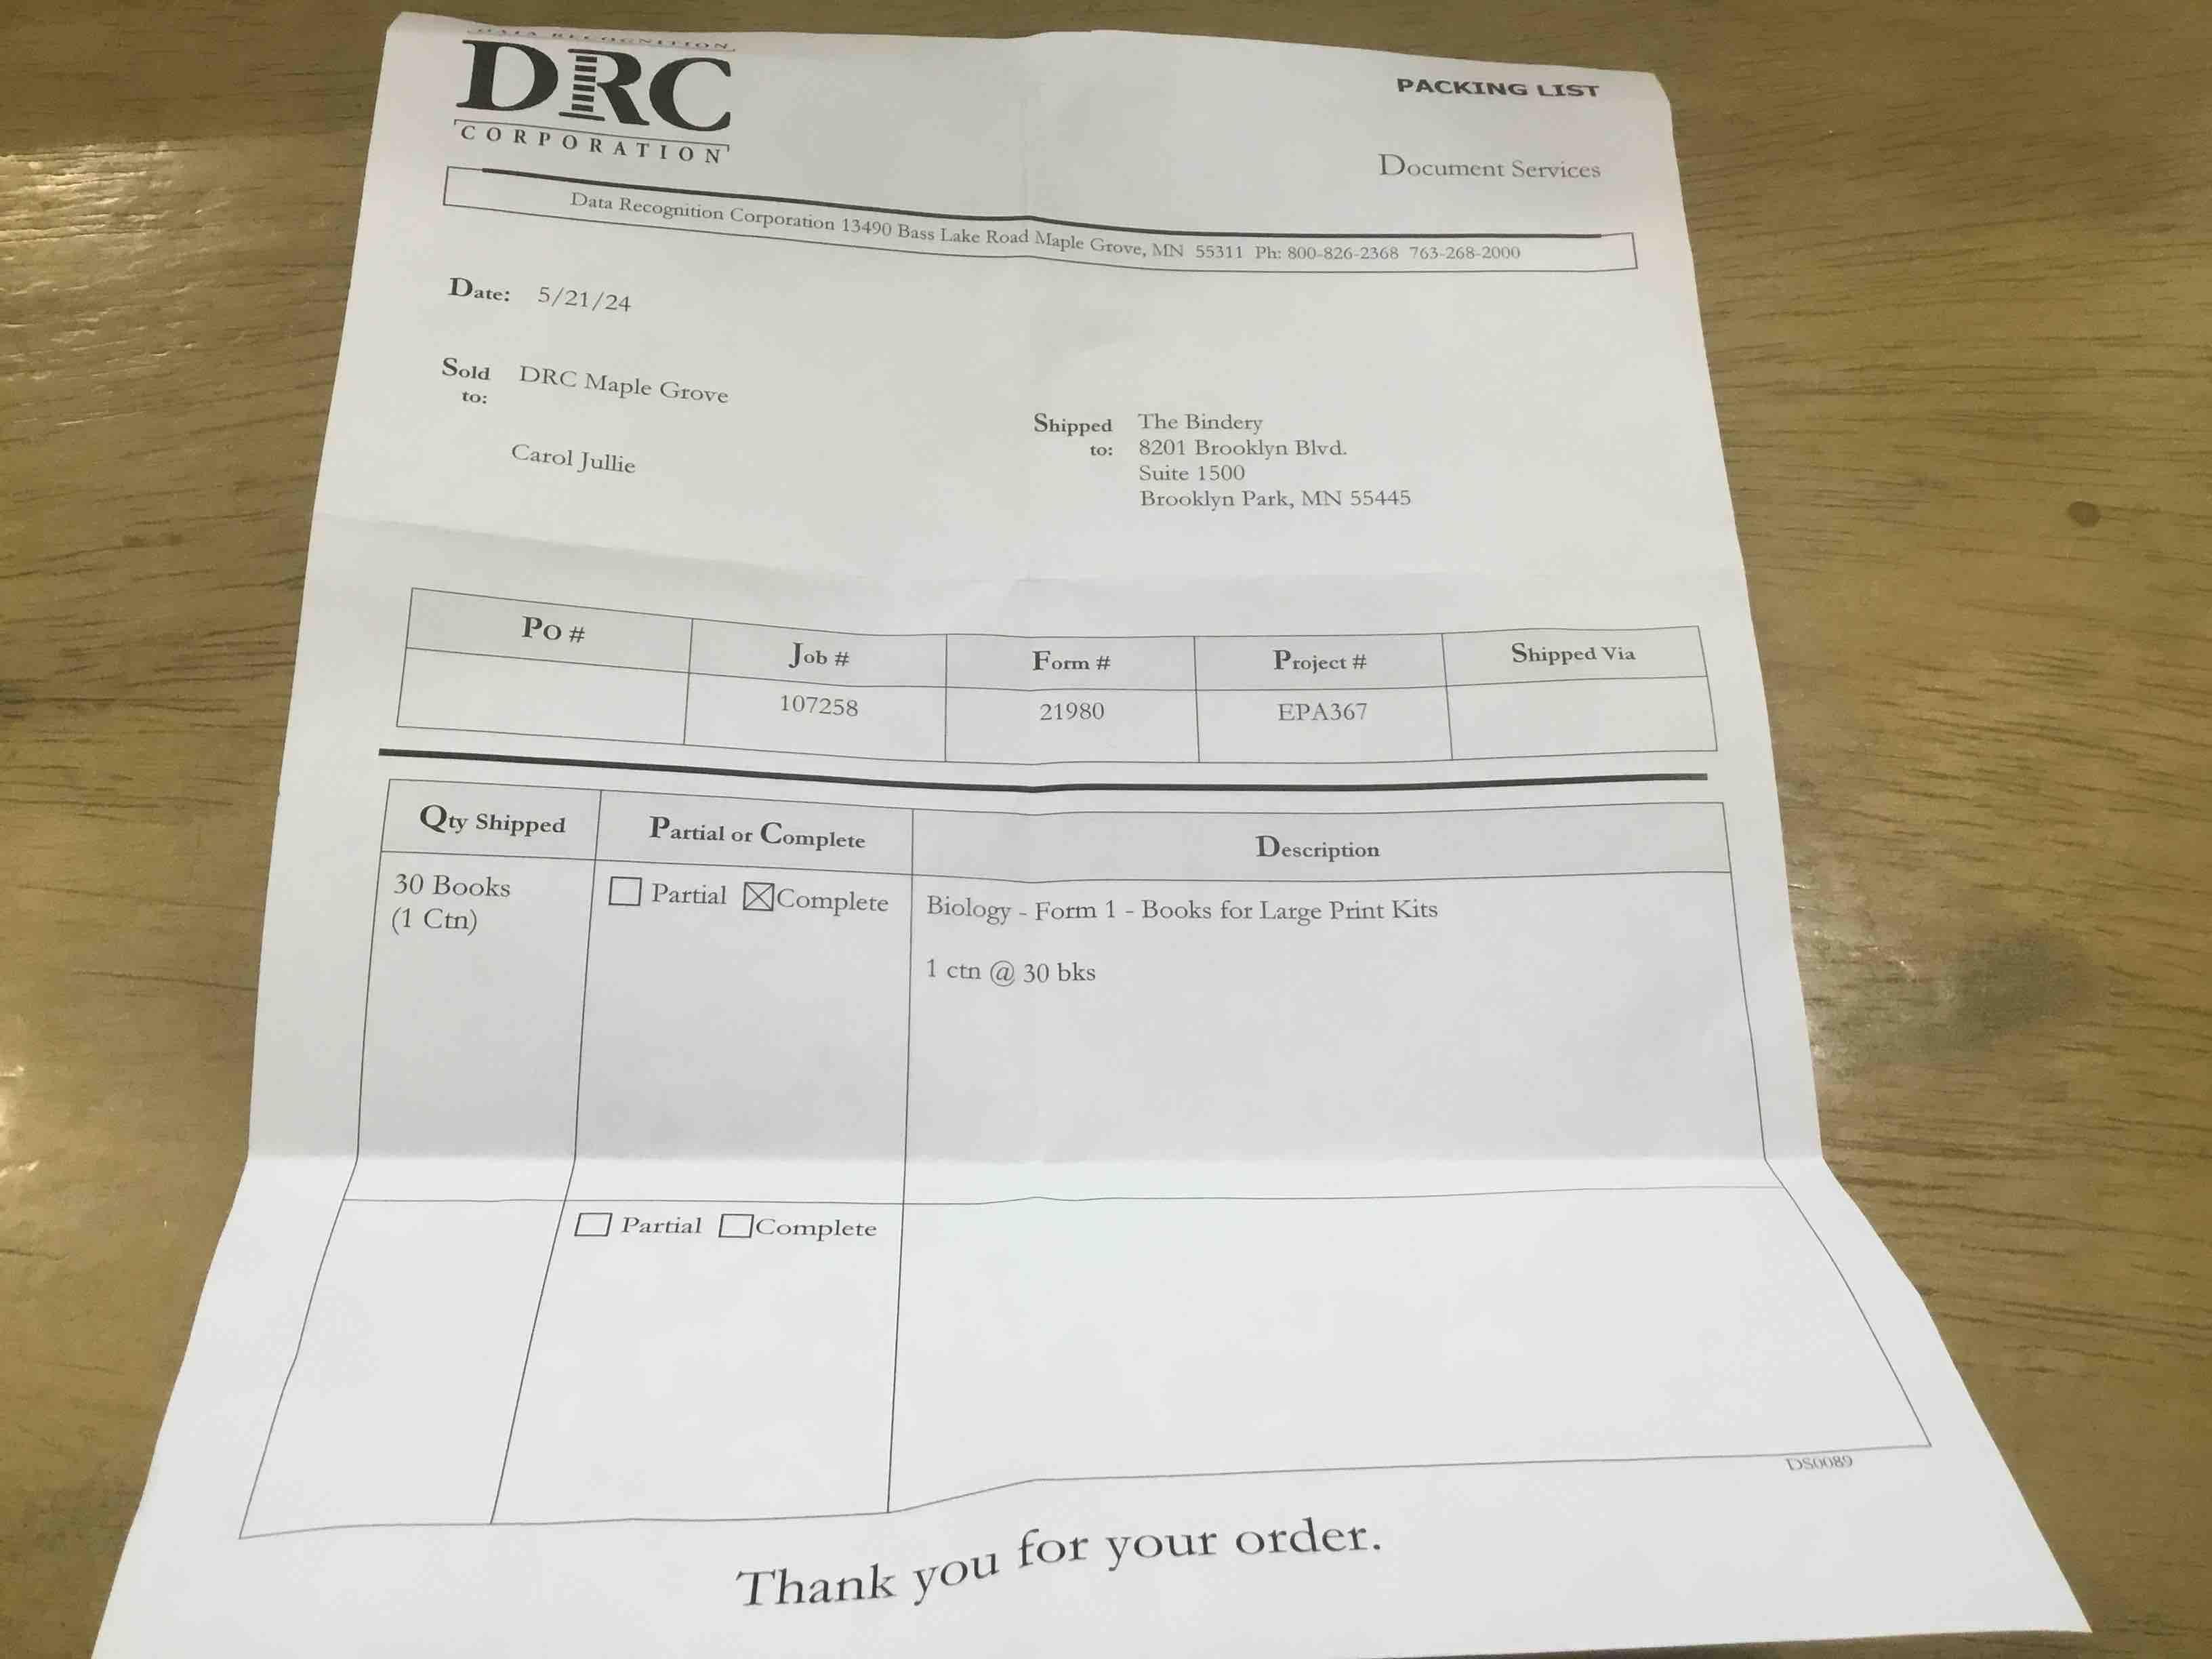 DATA RECOGNITION
DRC
CORPORATION
PACKING LIST
Document Services
Data Recognition Corporation 13490 Bass Lake Road Maple Grove, MN 55311 Ph: 800-826-2368 763-268-2000
Date: 5/21/24
Sold to: DRC Maple Grove
Carol Jullie
Shipped to: The Bindery
8201 Brooklyn Blvd.
Suite 1500
Brooklyn Park, MN 55445
Po # Job # Form # Project # Shipped Via
107258 21980 EPA367
Qty Shipped Partial or Complete Description
30 Books Partial Complete Biology - Form 1 - Books for Large Print Kits
(1 Ctn)
1 ctn @ 30 bks
Partial Complete
DS0089
Thank you for your order.